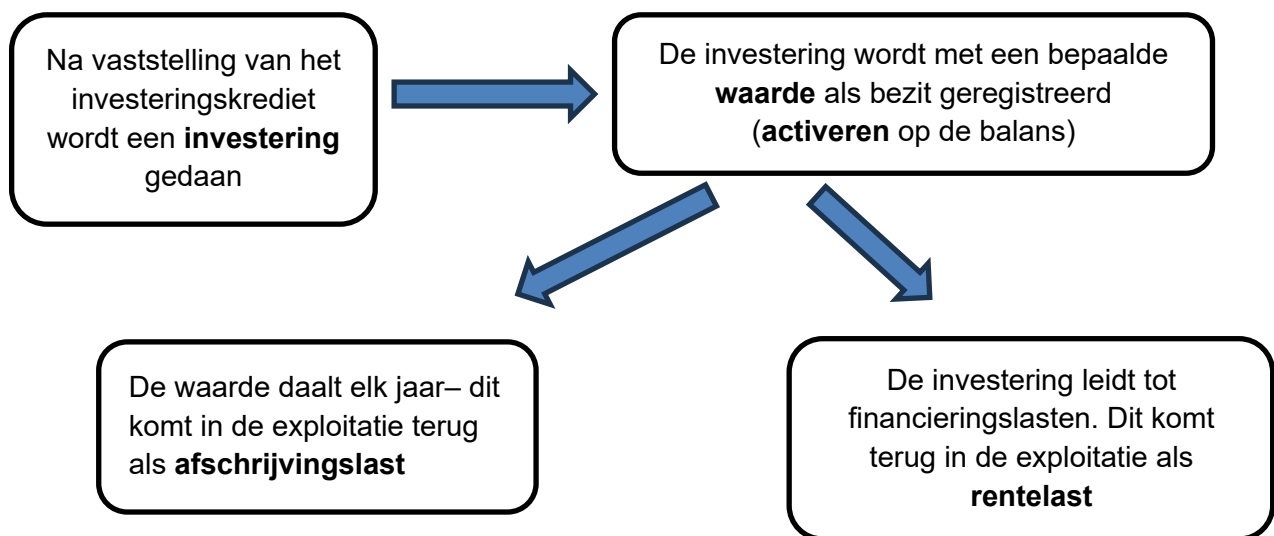 Na vaststelling van het
investeringskrediet
wordt een investering
gedaan
De investering wordt met een bepaalde
waarde als bezit geregistreerd
(activeren op de balans)
De waarde daalt elk jaar– dit
komt in de exploitatie terug
als afschrijvingslast
De investering leidt tot
financieringslasten. Dit komt
terug in de exploitatie als
rentelast